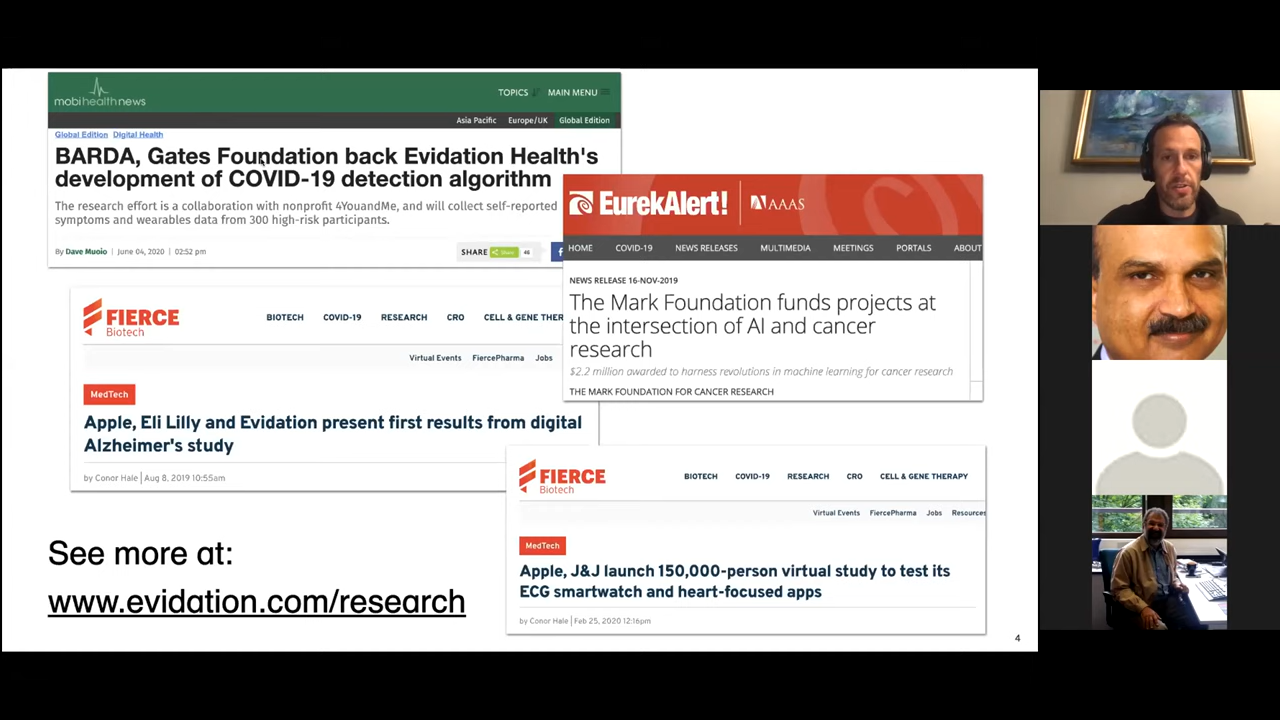 mobihealthnews
TOPICS
MAIN MENU
Asia Pacific
Europe/UK
Global Edition
Global Edition Digital Health
BARDA, Gates Foundation back Evidation Health's
development of COVID-19 detection algorithm
The research effort is a collaboration with nonprofit 4YouandMe, and will collect self-reported
symptoms and wearables data from 300 high-risk participants.
By Dave Muoio | June 04, 2020 | 02:52 pm
SHARE
Share
46
EurekAlert!
AAAS
HOME
COVID-19
NEWS RELEASES
MULTIMEDIA
MEETINGS
PORTALS
ABOUT
NEWS RELEASE 16-NOV-2019
The Mark Foundation funds projects at
the intersection of AI and cancer
research
$2.2 million awarded to harness revolutions in machine learning for cancer research
THE MARK FOUNDATION FOR CANCER RESEARCH
FIERCE
Biotech
BIOTECH
COVID-19
RESEARCH
CRO
CELL & GENE THER
Virtual Events
FiercePharma
Jobs
MedTech
Apple, Eli Lilly and Evidation present first results from digital
Alzheimer's study
by Conor Hale | Aug 8, 2019 10:55am
FIERCE
Biotech
BIOTECH
COVID-19
RESEARCH
CRO
CELL & GENE THERAPY
Virtual Events
FiercePharma
Jobs
Resources
MedTech
Apple, J&J launch 150,000-person virtual study to test its
ECG smartwatch and heart-focused apps
by Conor Hale | Feb 25, 2020 12:16pm
See more at:
www.evidation.com/research
4